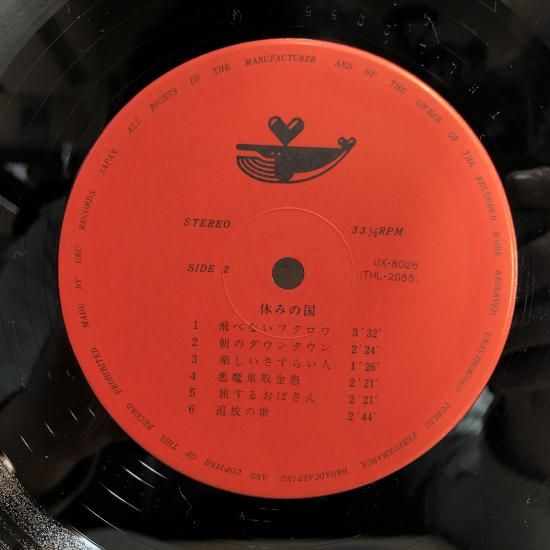 ALL RIGHTS OF THE MANUFACTURER AND OF THE OWNER OF THE RECORDED WORK RESERVED UNAUTHORISED PUBLIC PERFORMANCE, BROADCASTING AND COPYING OF THIS RECORD PROHIBITED. MADE BY URC RECORDS JAPAN.
STEREO 33 ⅓RPM
SIDE 2 UX-8026
(THL-2055)
休みの国
1 飛べないフクロウ 3'32"
2 朝のダウンタウン 2'24"
3 楽しいさすらい人 1'26"
4 悪魔巣取金愚 2'21"
5 旅するおばさん 2'21"
6 追放の歌 2'44"